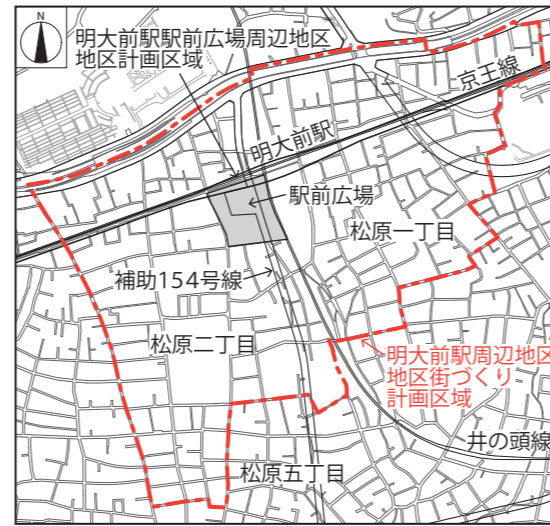 N
明大前駅駅前広場周辺地区
地区計画区域
京王線
明大前駅
駅前広場
松原一丁目
補助154号線
松原二丁目
明大前駅周辺地区
地区街づくり
計画区域
井の頭線
松原五丁目